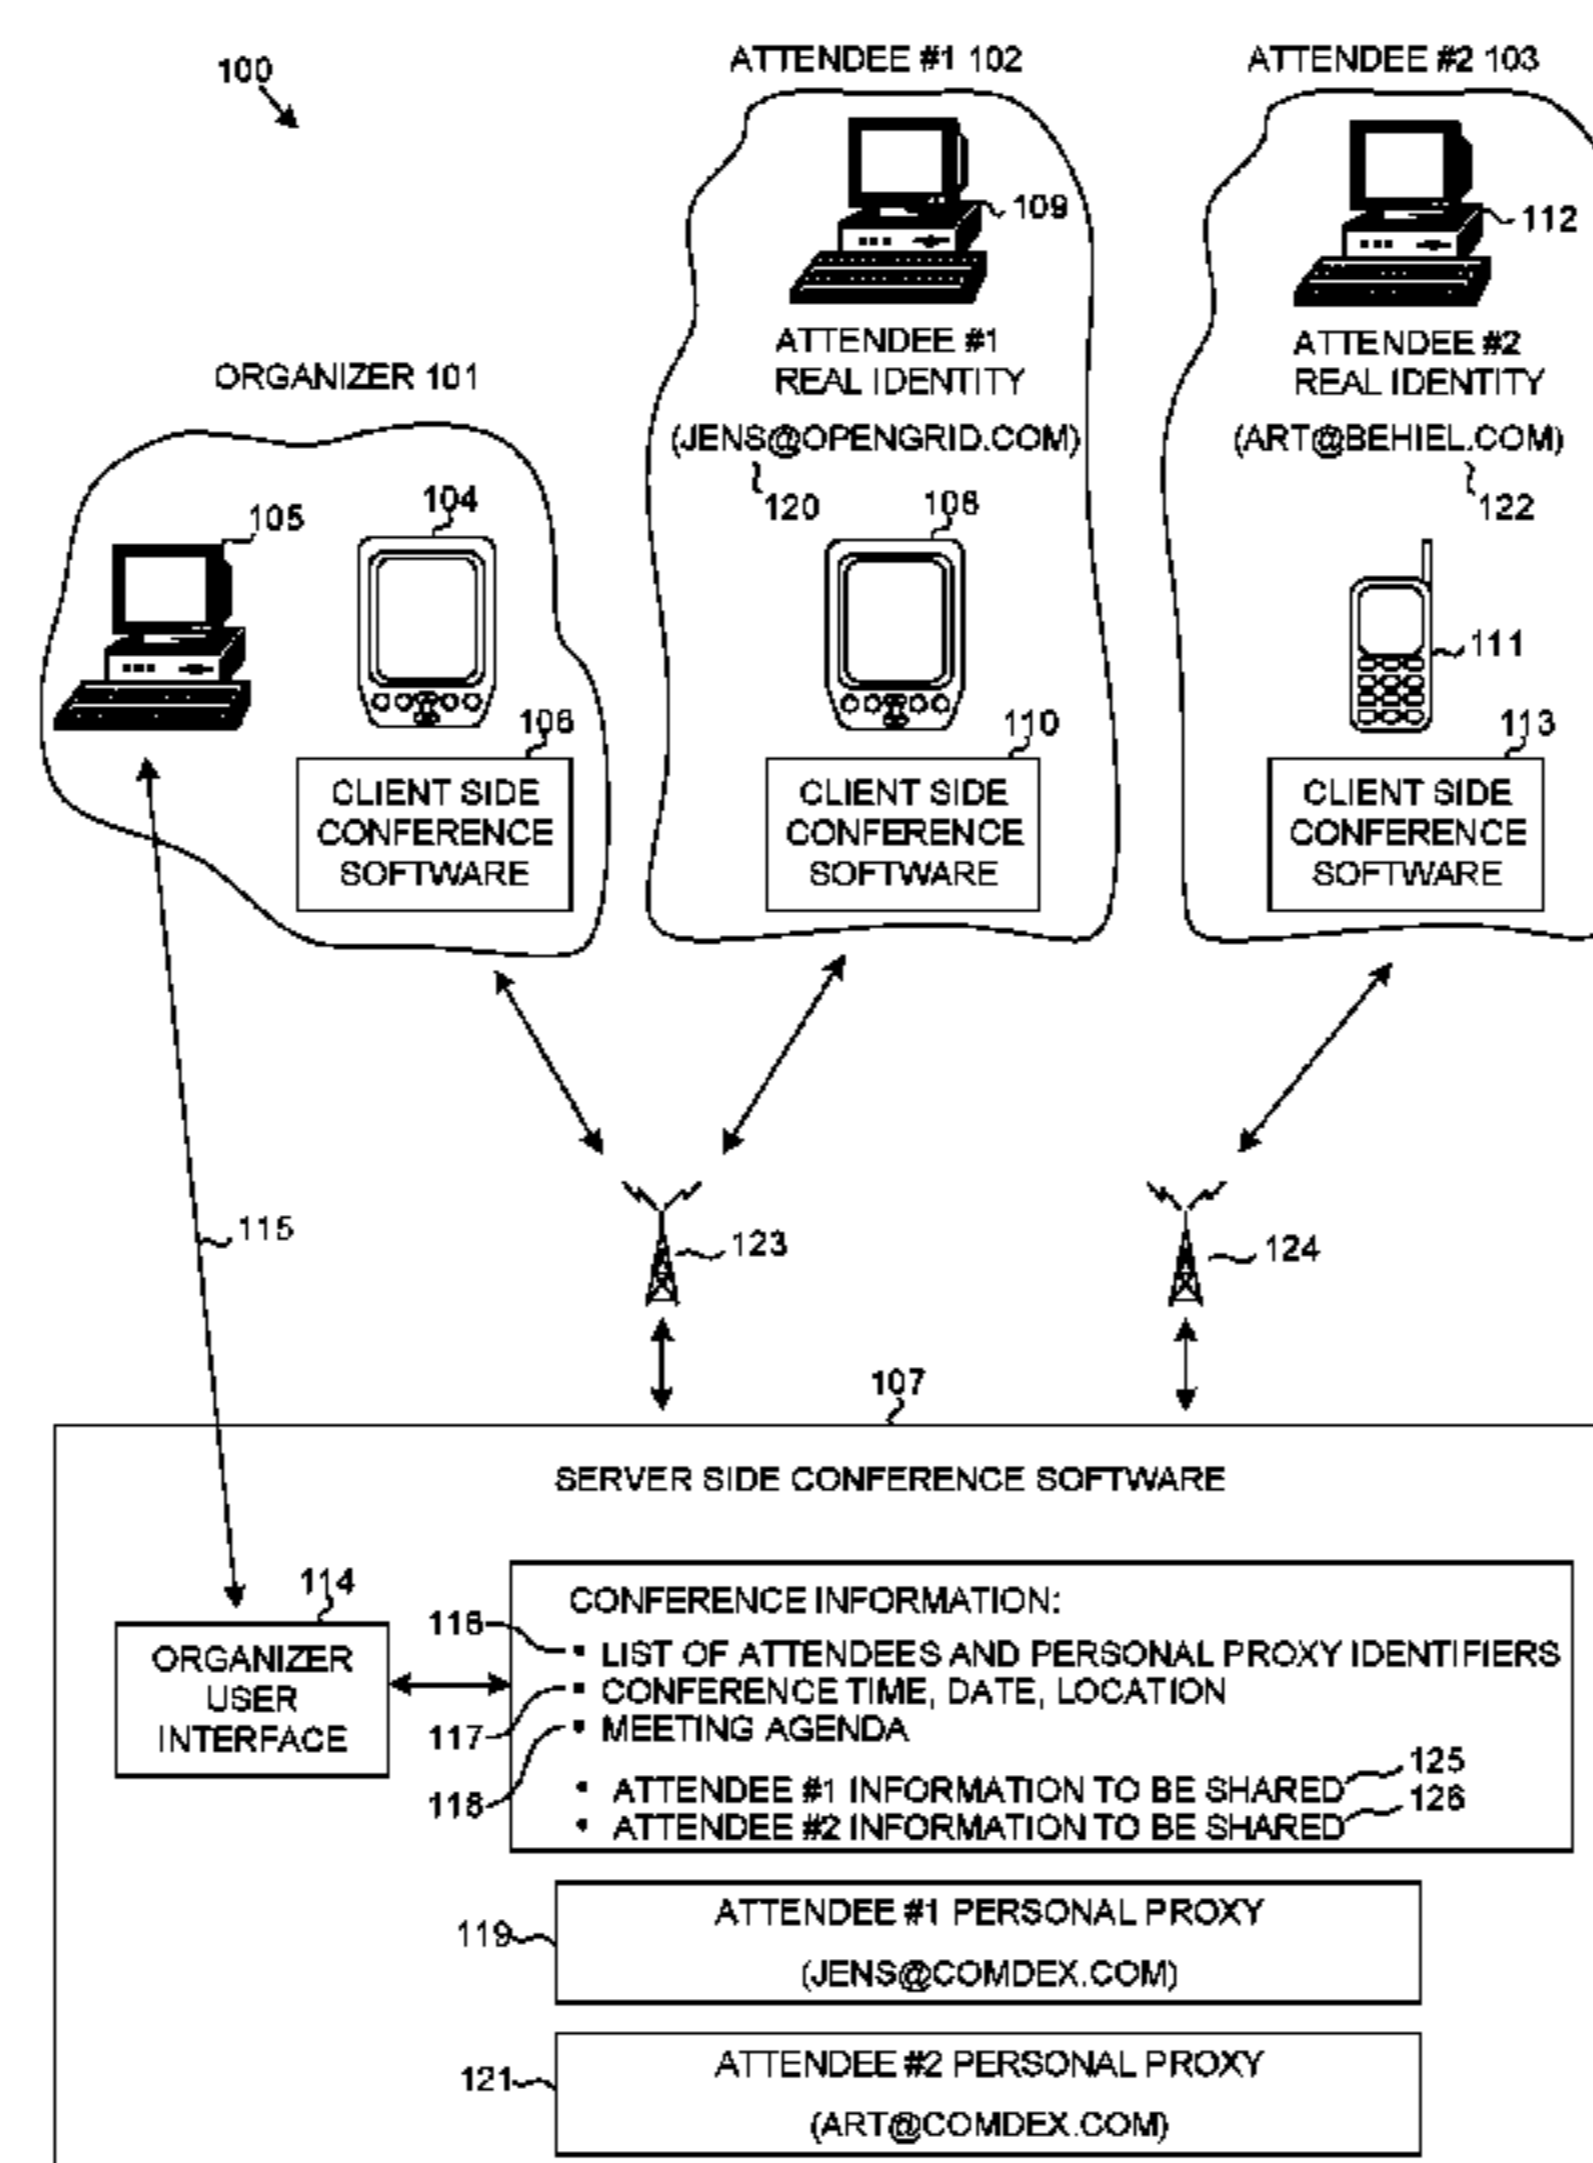 100
ATTENDEE #1 102
ATTENDEE #2 103
109
112
ATTENDEE #1
REAL IDENTITY
(JENS@OPENGRID.COM)
120
ATTENDEE #2
REAL IDENTITY
(ART@BEHIEL.COM)
122
ORGANIZER 101
105
104
108
111
106
CLIENT SIDE
CONFERENCE
SOFTWARE
110
CLIENT SIDE
CONFERENCE
SOFTWARE
113
CLIENT SIDE
CONFERENCE
SOFTWARE
115
123
124
107
SERVER SIDE CONFERENCE SOFTWARE
114
ORGANIZER
USER
INTERFACE
CONFERENCE INFORMATION:
116
• LIST OF ATTENDEES AND PERSONAL PROXY IDENTIFIERS
• CONFERENCE TIME, DATE, LOCATION
117
• MEETING AGENDA
118
• ATTENDEE #1 INFORMATION TO BE SHARED
125
• ATTENDEE #2 INFORMATION TO BE SHARED
126
119
ATTENDEE #1 PERSONAL PROXY
(JENS@COMDEX.COM)
121
ATTENDEE #2 PERSONAL PROXY
(ART@COMDEX.COM)